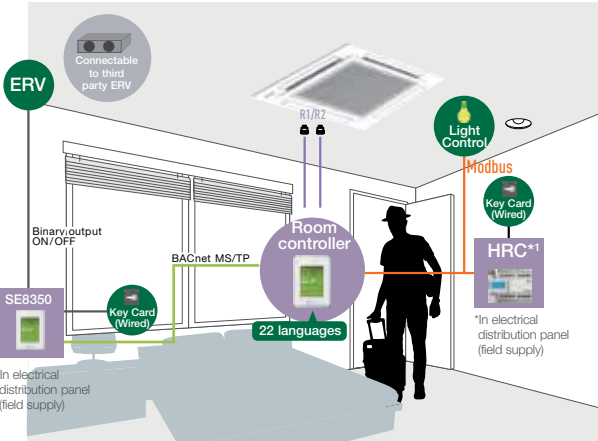 Connectable
to third
party ERV
ERV
R1/R2
Light
Control
Modbus
Key Card
(Wired)
Binary output
ON/OFF
BACnet MS/TP
Room
controller
HRC*1
SE8350
Key Card
(Wired)
22 languages
*In electrical
distribution panel
(field supply)
In electrical
distribution panel
(field supply)